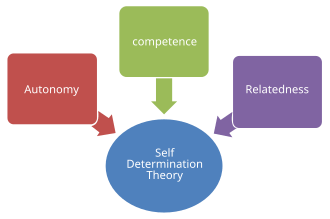 competence
Autonomy
Relatedness
Self
Determination
Theory